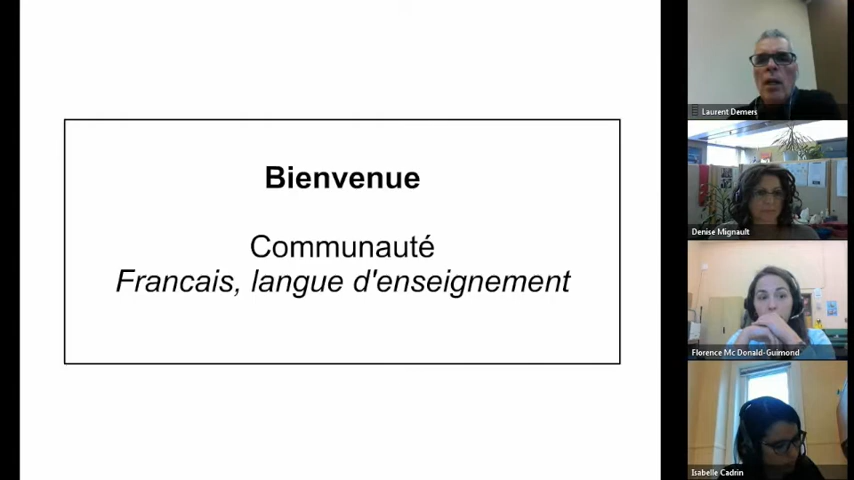 Bienvenue
Communauté
Francais, langue d'enseignement
Laurent Demers
Denise Mignault
Florence Mc Donald-Guimond
Isabelle Cadrin